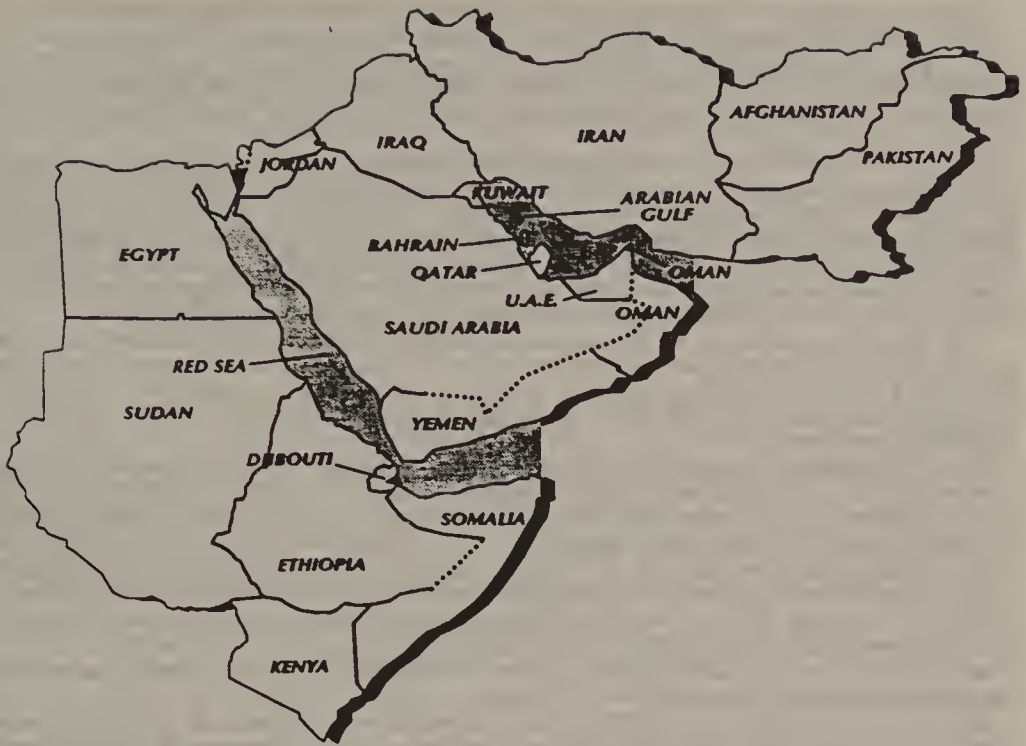 AFGHANISTAN
IRAN
IRAQ
JORDAN
PAKISTAN
KUWAIT
ARABIAN
GULF
BAHRAIN
EGYPT
QATAR
OMAN
U.A.E.
OMAN
SAUDI ARABIA
RED SEA
SUDAN
YEMEN
DJIBOUTI
SOMALIA
ETHIOPIA
KENYA